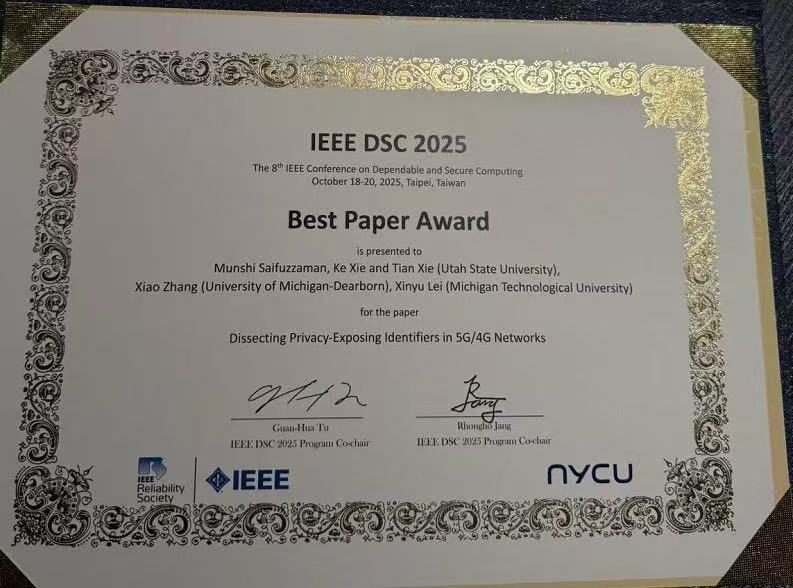 IEEE DSC 2025
The 8th IEEE Conference on Dependable and Secure Computing
October 18-20, 2025, Taipei, Taiwan
Best Paper Award
is presented to
Munshi Saifuzzaman, Ke Xie and Tian Xie (Utah State University),
Xiao Zhang (University of Michigan-Dearborn), Xinyu Lei (Michigan Technological University)
for the paper
Dissecting Privacy-Exposing Identifiers in 5G/4G Networks
Guan-Hua Tu
IEEE DSC 2025 Program Co-chair
Rhongho Jang
IEEE DSC 2025 Program Co-chair
IEEE
Reliability
Society
IEEE
NYCU